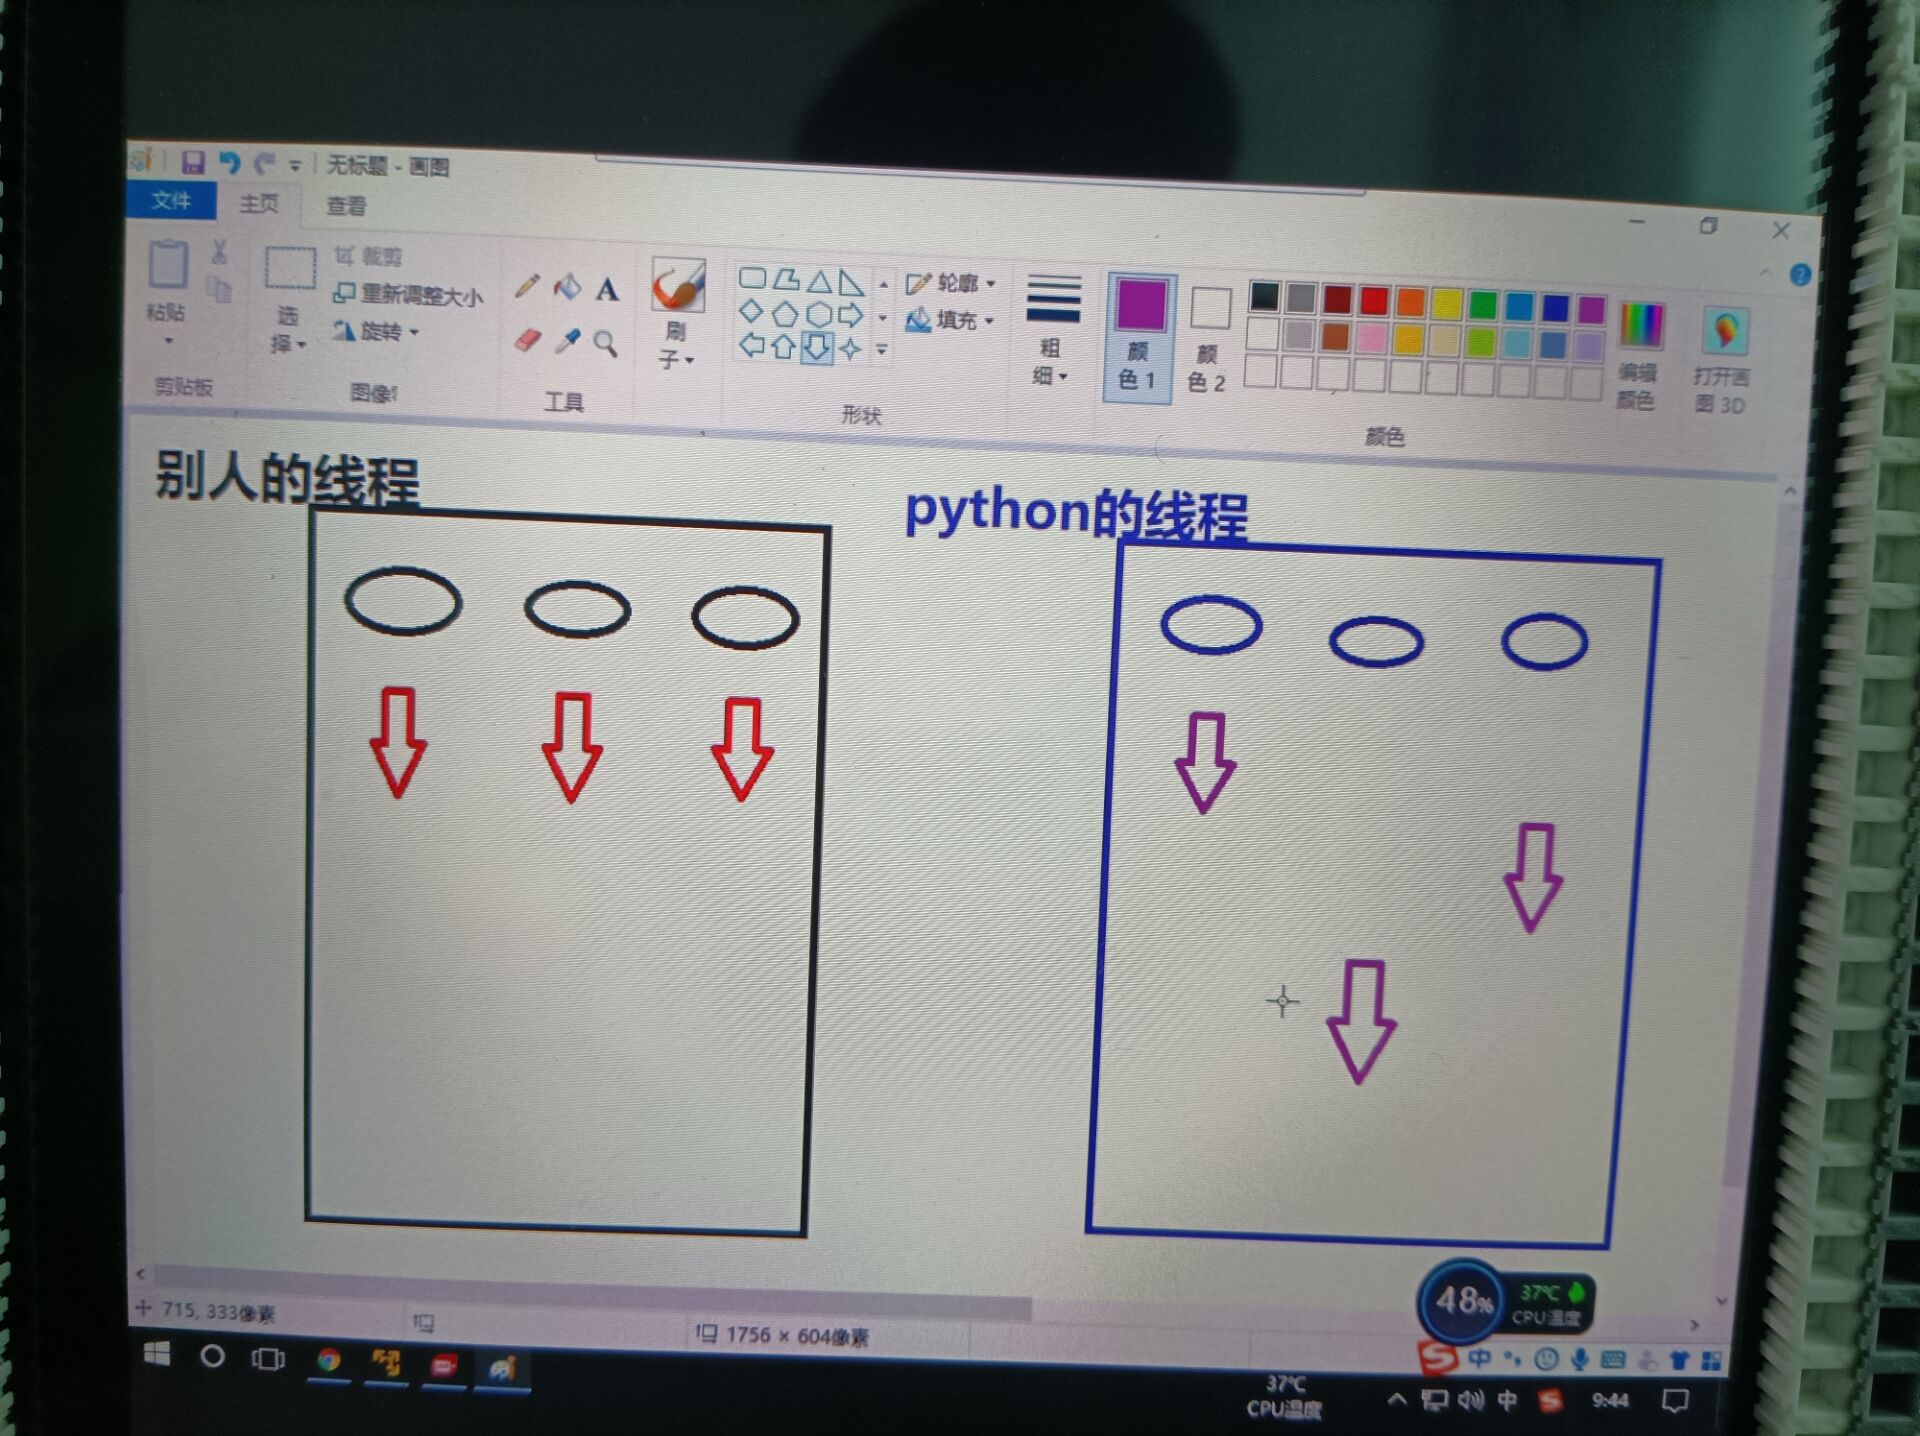 无标题 - 画图
文件 主页 查看
粘贴
剪贴板
选择
裁剪
重新调整大小
旋转
图像
A
工具
刷子
轮廓
填充
形状
粗细
颜色 1
颜色 2
编辑颜色
打开画图 3D
颜色
别人的线程
python的线程
715, 333像素
1756 × 604像素
48%
37℃
CPU温度
中
37℃
CPU温度
中
9:44